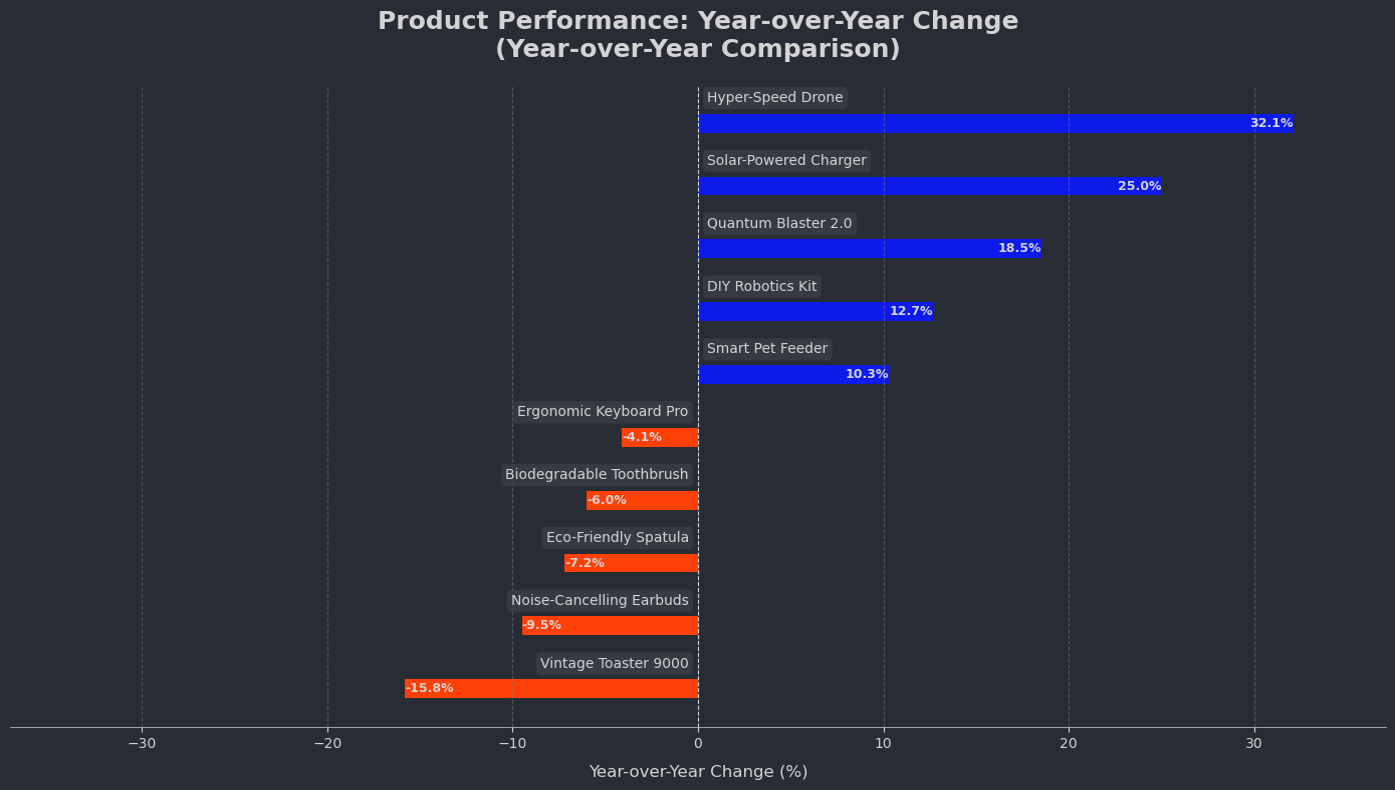 Product Performance: Year-over-Year Change
(Year-over-Year Comparison)
Hyper-Speed Drone
32.1%
Solar-Powered Charger
25.0%
Quantum Blaster 2.0
18.5%
DIY Robotics Kit
12.7%
Smart Pet Feeder
10.3%
Ergonomic Keyboard Pro
-4.1%
Biodegradable Toothbrush
-6.0%
Eco-Friendly Spatula
-7.2%
Noise-Cancelling Earbuds
-9.5%
Vintage Toaster 9000
-15.8%
−30 −20 −10 0 10 20 30
Year-over-Year Change (%)